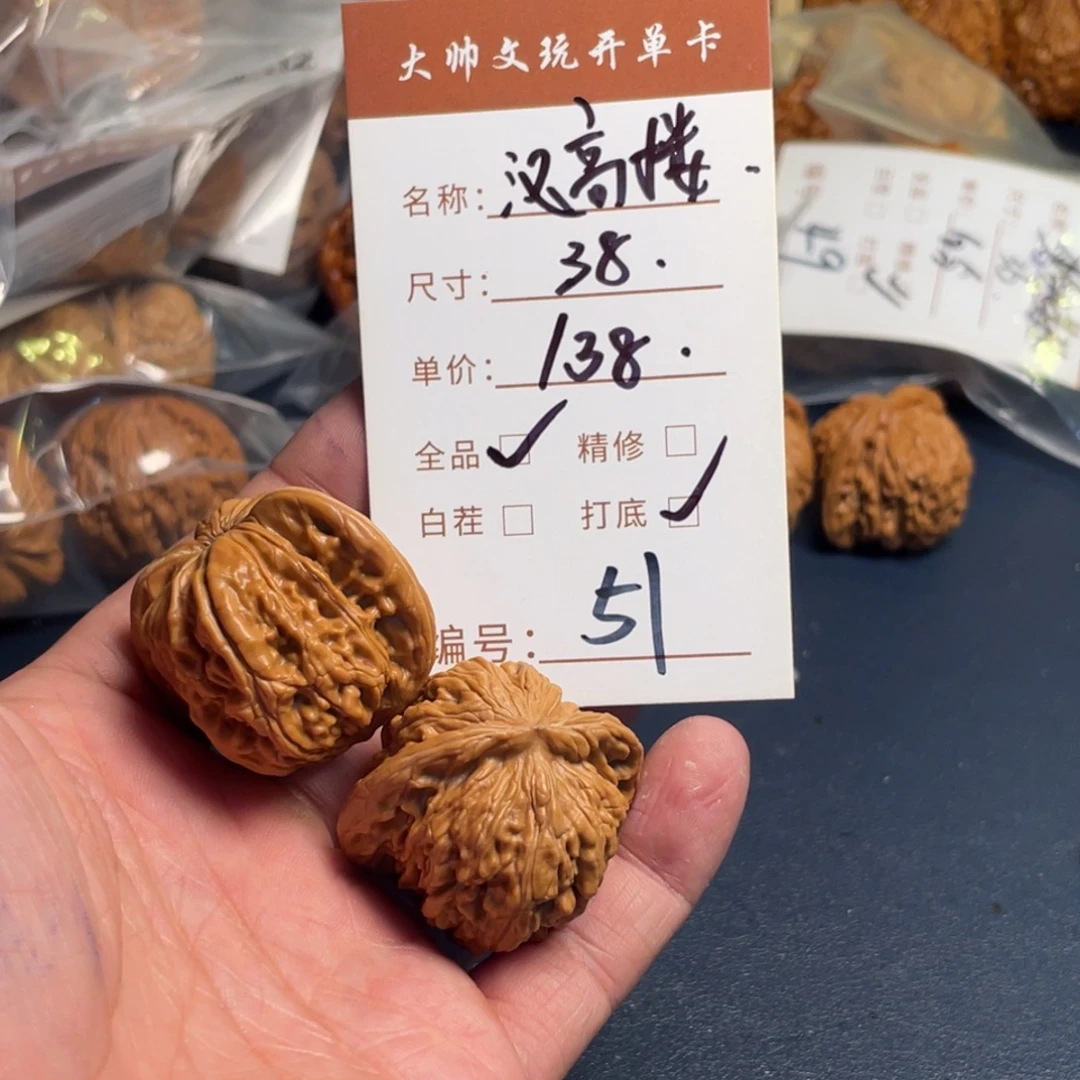 大帅文玩开单卡
名称：汉高楼.
尺寸：38.
单价：138.
全品 ☑ 精修 □
白茬 □ 打底 ☑
编号：51
49